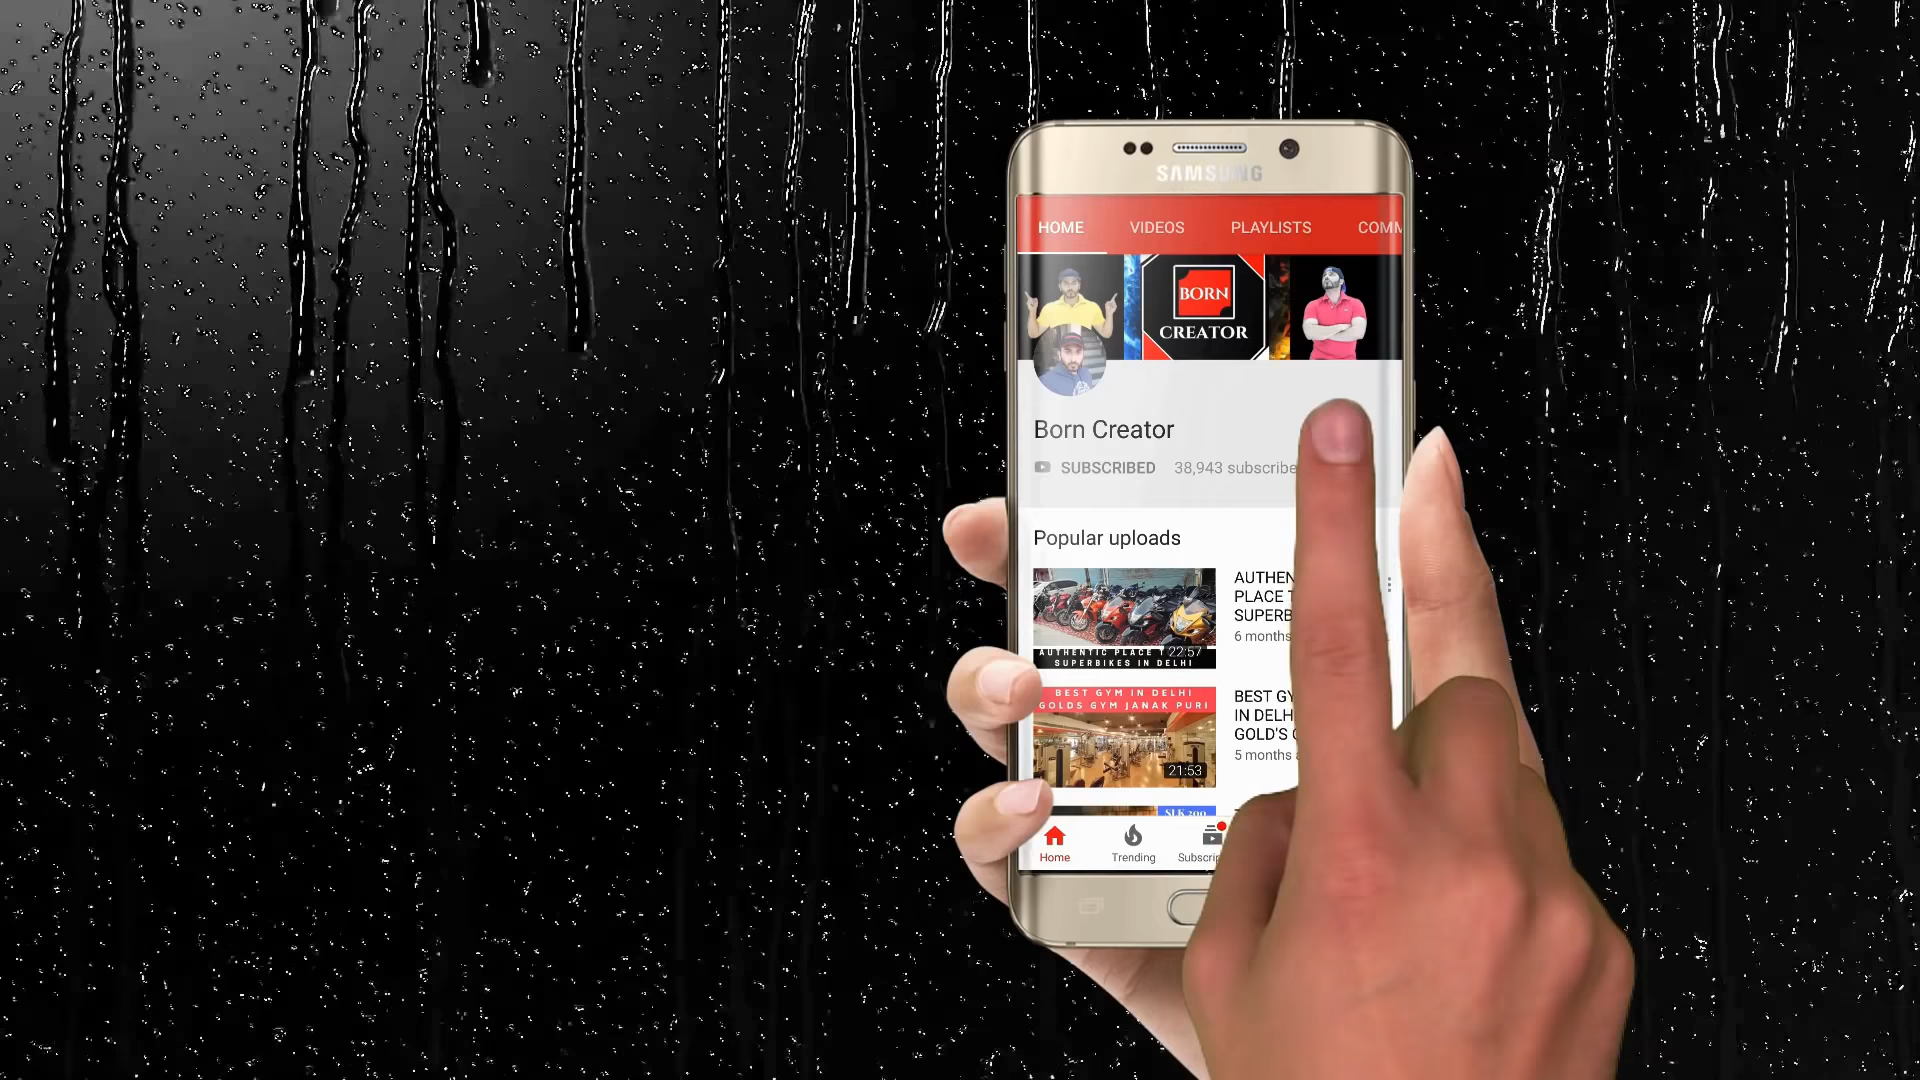 SAMSUNG
HOME VIDEOS PLAYLISTS COMM
BORN
CREATOR
Born Creator
SUBSCRIBED 38,943 subscribe
Popular uploads
AUTHEN
PLACE T
SUPERB
6 months
AUTHENTIC PLACE T
22:57
SUPERBIKES IN DELHI
BEST GYM IN DELHI
GOLDS GYM JANAK PURI
21:53
BEST GY
IN DELH
GOLD'S
5 months
SLK 200
Home Trending Subscrip